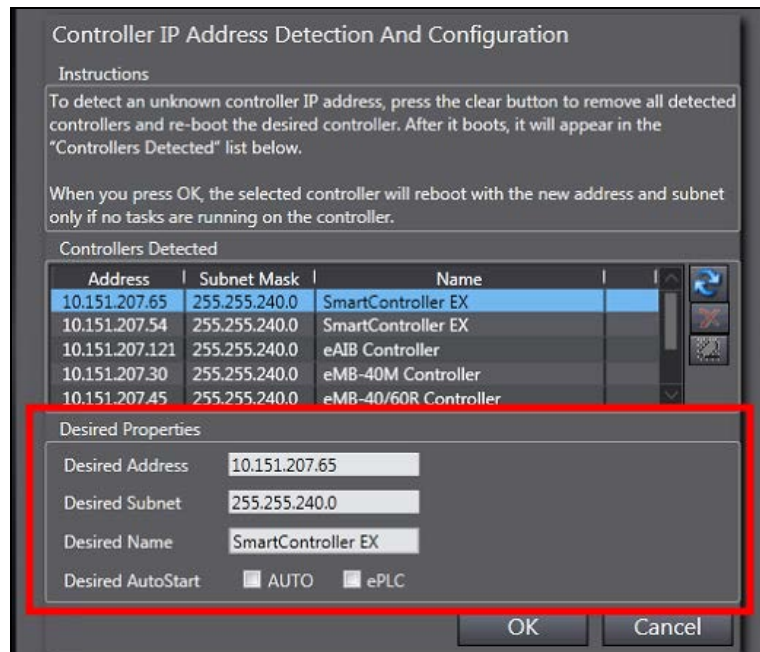 Controller IP Address Detection And Configuration
Instructions
To detect an unknown controller IP address, press the clear button to remove all detected
controllers and re-boot the desired controller. After it boots, it will appear in the
"Controllers Detected" list below.
When you press OK, the selected controller will reboot with the new address and subnet
only if no tasks are running on the controller.
Controllers Detected
Address Subnet Mask Name
10.151.207.65 255.255.240.0 SmartController EX
10.151.207.54 255.255.240.0 SmartController EX
10.151.207.121 255.255.240.0 eAIB Controller
10.151.207.30 255.255.240.0 eMB-40M Controller
10.151.207.45 255.255.240.0 eMB-40/60R Controller
Desired Properties
Desired Address 10.151.207.65
Desired Subnet 255.255.240.0
Desired Name SmartController EX
Desired AutoStart AUTO ePLC
OK Cancel